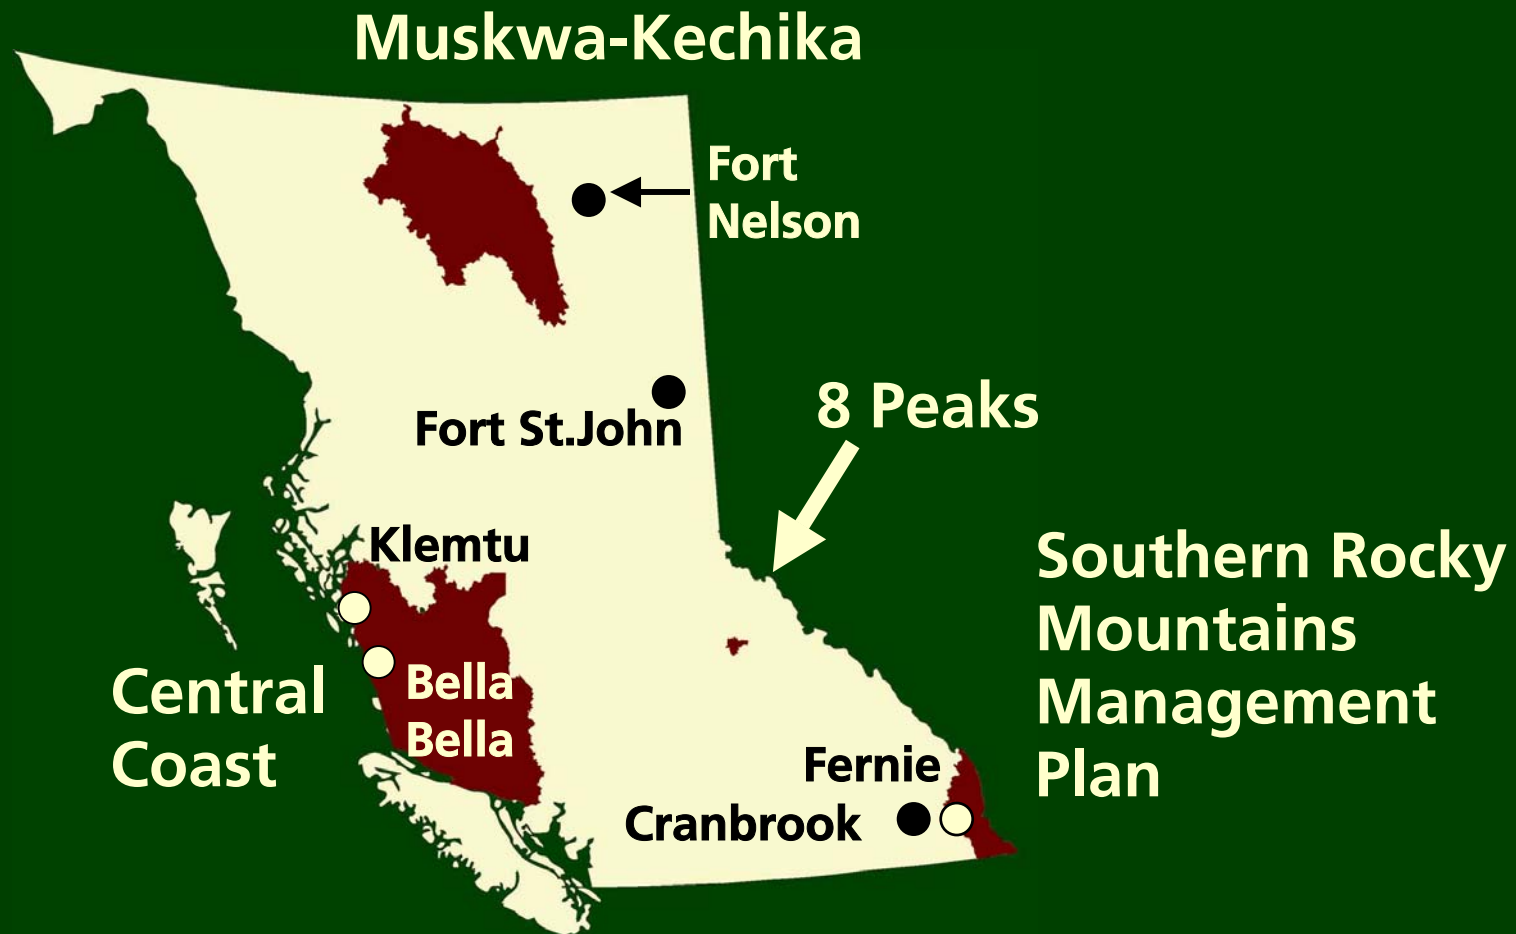 Muskwa-Kechika
Fort
Nelson
8 Peaks
Fort St.John
Klemtu
Southern Rocky
Mountains
Management
Plan
Central
Coast
Bella
Bella
Fernie
Cranbrook